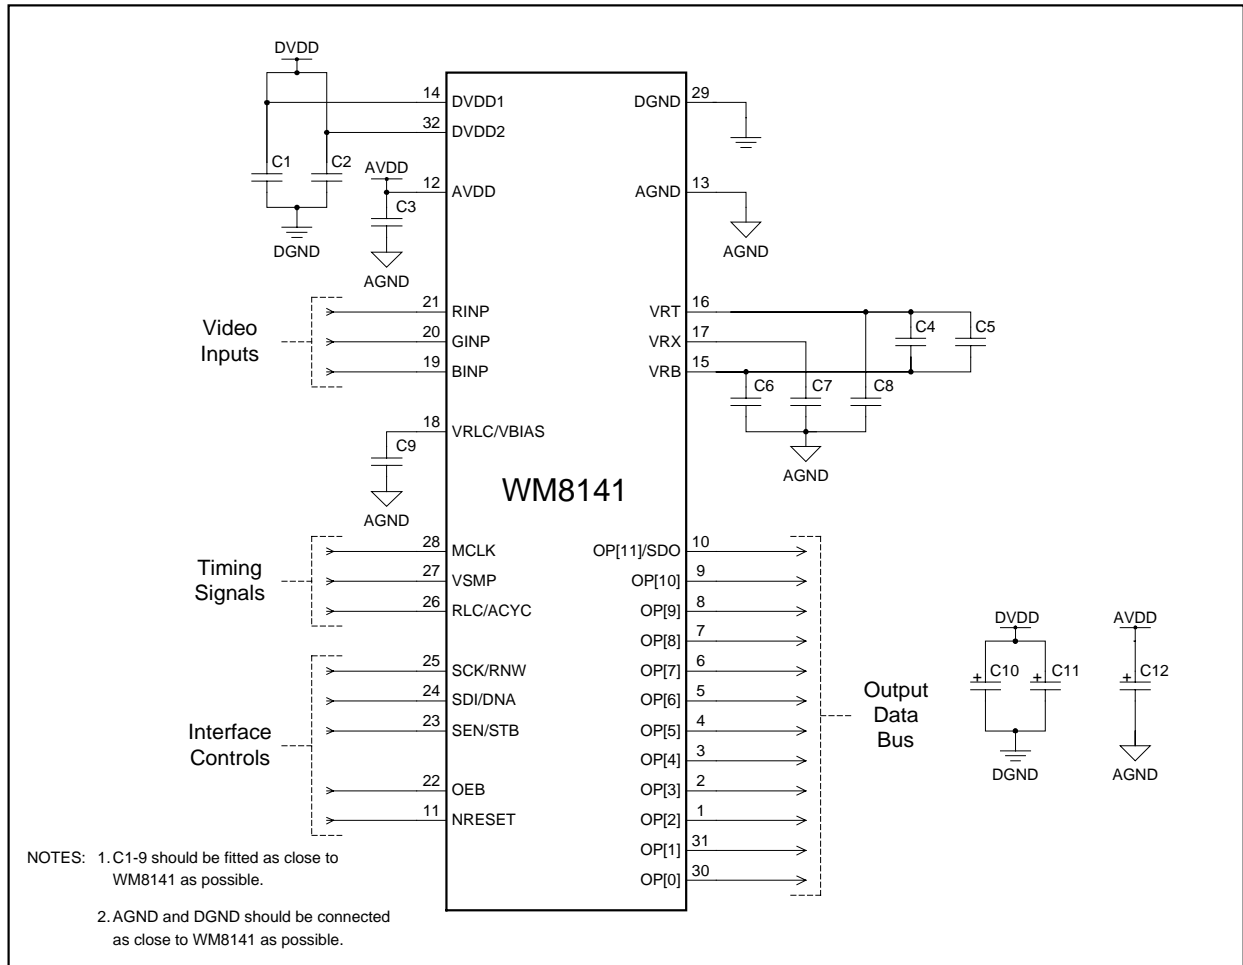 DVDD
14 DVDD1
32 DVDD2
C1 C2
AVDD
12 AVDD
C3
DGND
AGND
DGND 29
AGND 13
AGND
Video
Inputs
21 RINP
20 GINP
19 BINP
VRT 16
VRX 17
VRB 15
C4 C5
C6 C7 C8
AGND
18 VRLC/VBIAS
C9
AGND
WM8141
Timing
Signals
28 MCLK
27 VSMP
26 RLC/ACYC
Interface
Controls
25 SCK/RNW
24 SDI/DNA
23 SEN/STB
22 OEB
11 NRESET
OP[11]/SDO 10
OP[10] 9
OP[9] 8
OP[8] 7
OP[7] 6
OP[6] 5
OP[5] 4
OP[4] 3
OP[3] 2
OP[2] 1
OP[1] 31
OP[0] 30
Output
Data
Bus
DVDD
+ C10 + C11
DGND
AVDD
+ C12
AGND
NOTES: 1. C1-9 should be fitted as close to
WM8141 as possible.
2. AGND and DGND should be connected
as close to WM8141 as possible.